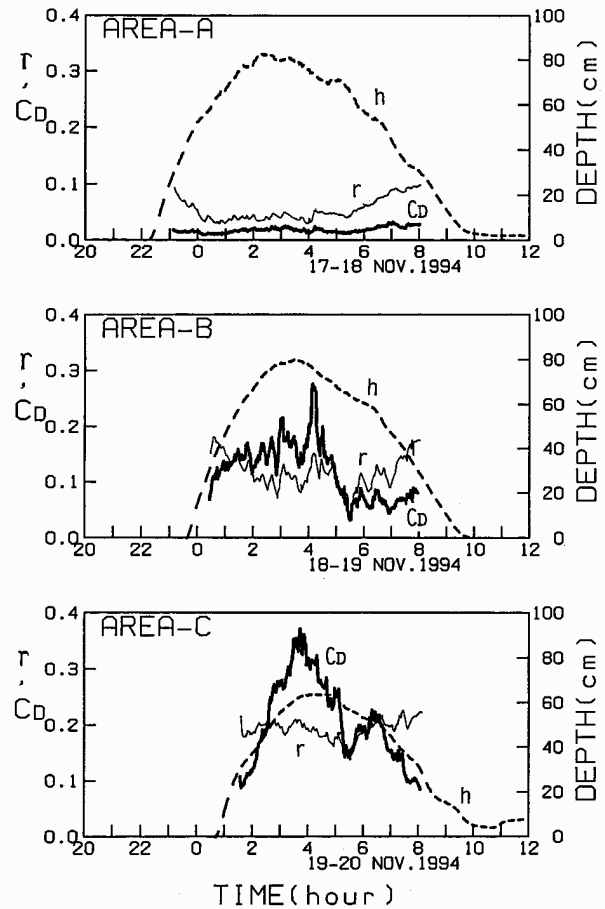 AREA-A
0.4
0.3
0.2
0.1
0.0
r, CD
100
80
60
40
20
0
DEPTH(cm)
h
r
CD
20 22 0 2 4 6 8 10 12
17-18 NOV.1994
AREA-B
0.4
0.3
0.2
0.1
0.0
r, CD
100
80
60
40
20
0
DEPTH(cm)
h
r
r
CD
20 22 0 2 4 6 8 10 12
18-19 NOV.1994
AREA-C
0.4
0.3
0.2
0.1
0.0
r, CD
100
80
60
40
20
0
DEPTH(cm)
CD
r
h
20 22 0 2 4 6 8 10 12
19-20 NOV.1994
TIME(hour)